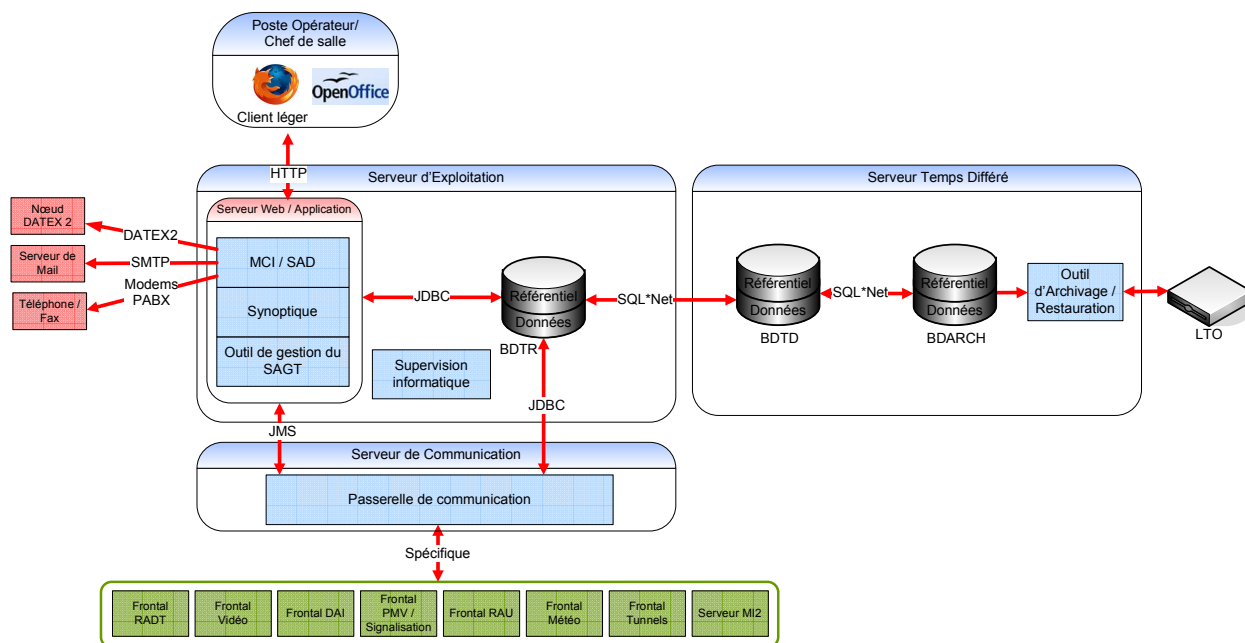 Poste Opérateur/
Chef de salle
OpenOffice
Client léger
HTTP
Serveur d'Exploitation
Serveur Temps Différé
Serveur Web / Application
Nœud
DATEX 2
DATEX2
Serveur de
Mail
SMTP
Modems
PABX
Téléphone /
Fax
MCI / SAD
Synoptique
Outil de gestion du
SAGT
JDBC
Référentiel
Données
BDTR
Supervision
informatique
SQL*Net
Référentiel
Données
BDTD
SQL*Net
Référentiel
Données
BDARCH
Outil
d'Archivage /
Restauration
LTO
JMS
JDBC
Serveur de Communication
Passerelle de communication
Spécifique
Frontal
RADT
Frontal
Vidéo
Frontal DAI
Frontal
PMV /
Signalisation
Frontal RAU
Frontal
Météo
Frontal
Tunnels
Serveur MI2